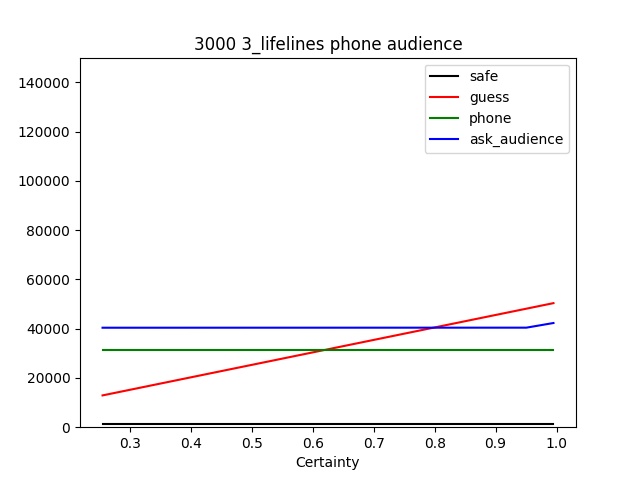 3000 3_lifelines phone audience
safe
guess
phone
ask_audience
140000
120000
100000
80000
60000
40000
20000
0
0.3 0.4 0.5 0.6 0.7 0.8 0.9 1.0
Certainty